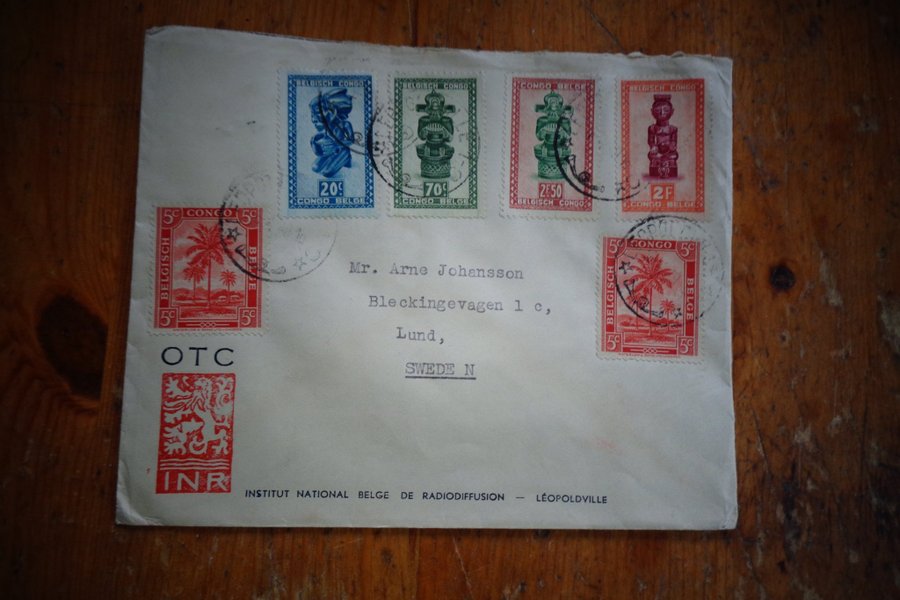 BELGISCH CONGO
20c
CONGO BELGE
BELGISCH CONGO
70c
CONGO BELGE
CONGO BELGE
2F50
BELGISCH CONGO
BELGISCH CONGO
2F
CONGO BELGE
5c CONGO 5c
BELGISCH
BELGE
5c 5c
5c CONGO 5c
BELGISCH
BELGE
5c 5c
Mr. Arne Johansson
Bleckingevagen 1 c,
Lund,
SWEDE N
OTC
INR
INSTITUT NATIONAL BELGE DE RADIODIFFUSION — LÉOPOLDVILLE